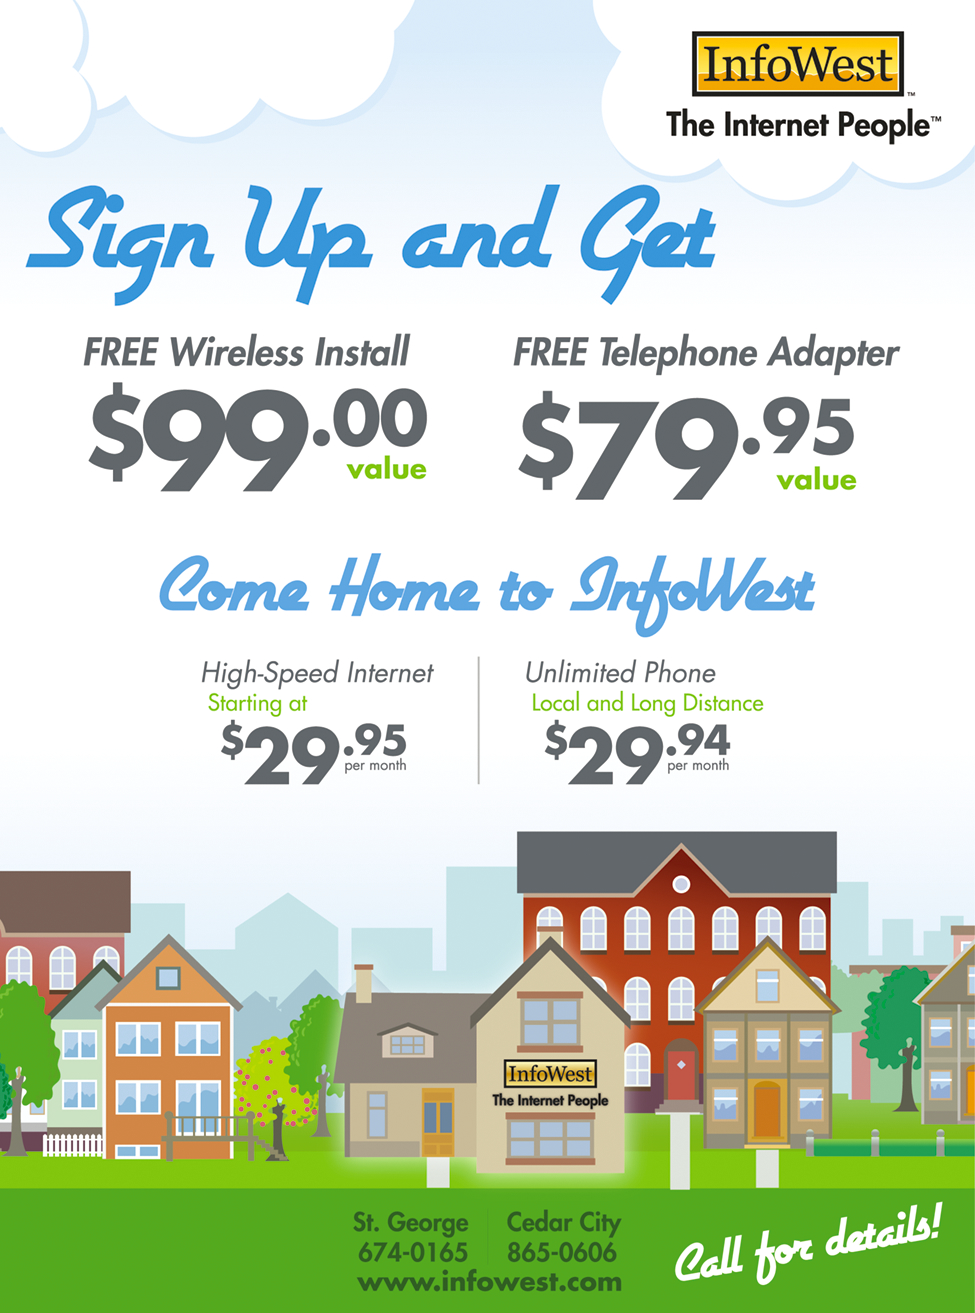 InfoWest™
The Internet People™
Sign Up and Get
FREE Wireless Install
$99.00
value
FREE Telephone Adapter
$79.95
value
Come Home to InfoWest
High-Speed Internet
Starting at
$29.95
per month
Unlimited Phone
Local and Long Distance
$29.94
per month
InfoWest
The Internet People
St. George
674-0165
Cedar City
865-0606
www.infowest.com
Call for details!